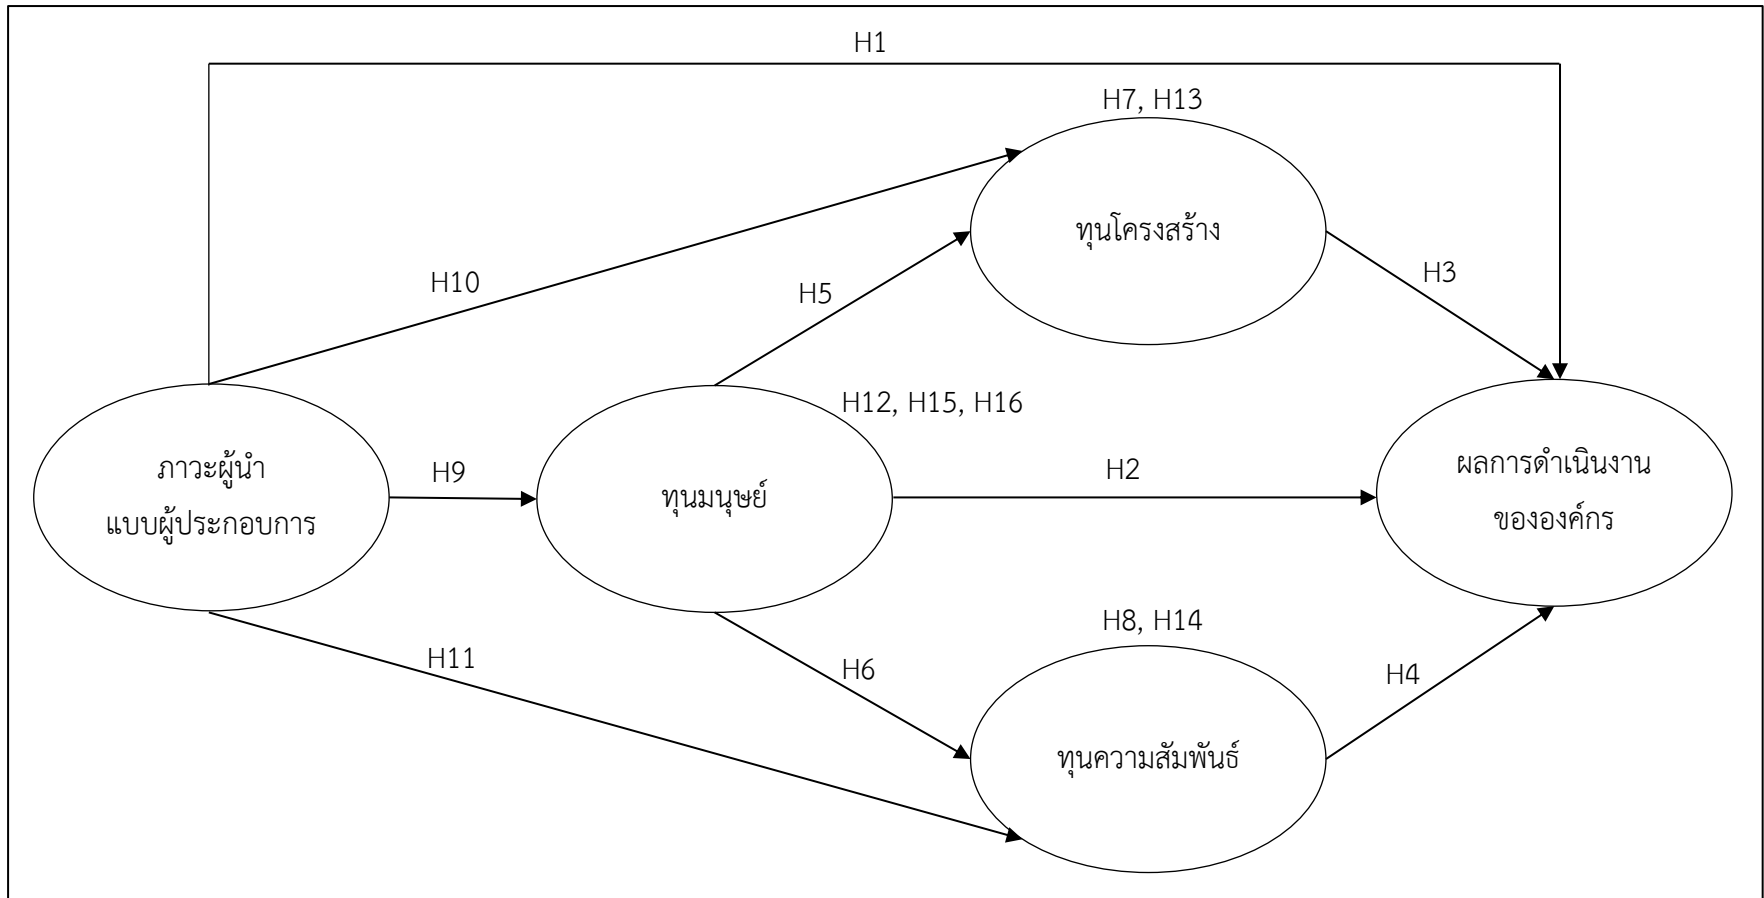 H1
H7, H13
ทุนโครงสร้าง
H10
H5
H3
H12, H15, H16
ภาวะผู้นำ
แบบผู้ประกอบการ
H9
ทุนมนุษย์
H2
ผลการดำเนินงาน
ขององค์กร
H8, H14
H11
H6
H4
ทุนความสัมพันธ์